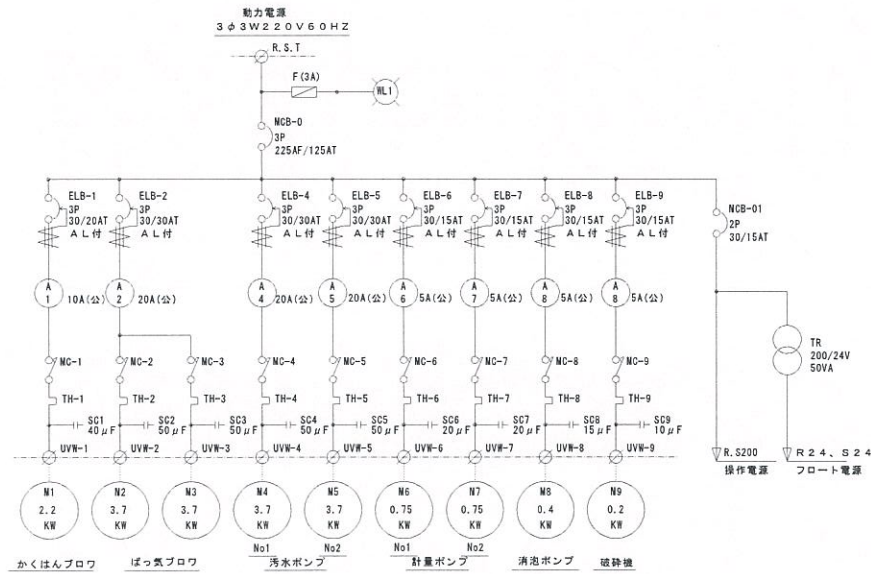 動力電源
3φ3W220V60HZ
R.S.T
F(3A)
WL1
MCB-0
3P
225AF/125AT
ELB-1
3P
30/20AT
AL付
ELB-2
3P
30/30AT
AL付
ELB-4
3P
30/30AT
AL付
ELB-5
3P
30/30AT
AL付
ELB-6
3P
30/15AT
AL付
ELB-7
3P
30/15AT
AL付
ELB-8
3P
30/15AT
AL付
ELB-9
3P
30/15AT
AL付
MCB-01
2P
30/15AT
A
1
10A(公)
A
2
20A(公)
A
4
20A(公)
A
5
20A(公)
A
6
5A(公)
A
7
5A(公)
A
8
5A(公)
A
8
5A(公)
TR
200/24V
50VA
MC-1
MC-2
MC-3
MC-4
MC-5
MC-6
MC-7
MC-8
MC-9
TH-1
TH-2
TH-3
TH-4
TH-5
TH-6
TH-7
TH-8
TH-9
SC1
40μF
SC2
50μF
SC3
50μF
SC4
50μF
SC5
50μF
SC6
20μF
SC7
20μF
SC8
15μF
SC9
10μF
UVW-1
UVW-2
UVW-3
UVW-4
UVW-5
UVW-6
UVW-7
UVW-8
UVW-9
R.S200
操作電源
R24、S24
フロート電源
M1
2.2
KW
M2
3.7
KW
M3
3.7
KW
M4
3.7
KW
M5
3.7
KW
M6
0.75
KW
M7
0.75
KW
M8
0.4
KW
M9
0.2
KW
No1
No2
No1
No2
かくはんブロワ
ばっ気ブロワ
汚水ポンプ
計量ポンプ
消泡ポンプ
破砕機